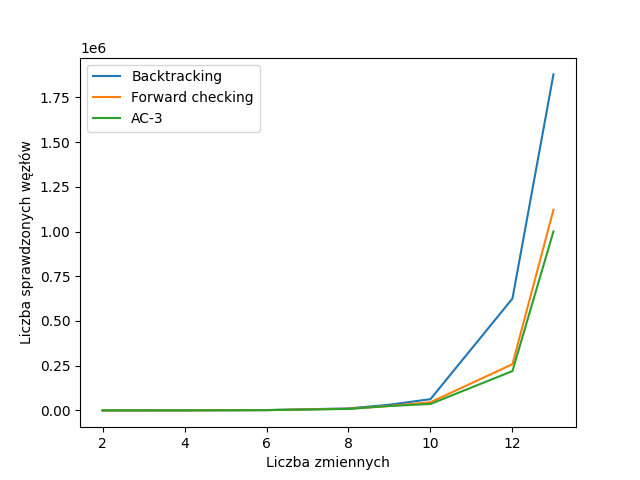 1e6
Backtracking
Forward checking
AC-3
1.75
1.50
1.25
1.00
0.75
0.50
0.25
0.00
Liczba sprawdzonych węzłów
2 4 6 8 10 12
Liczba zmiennych